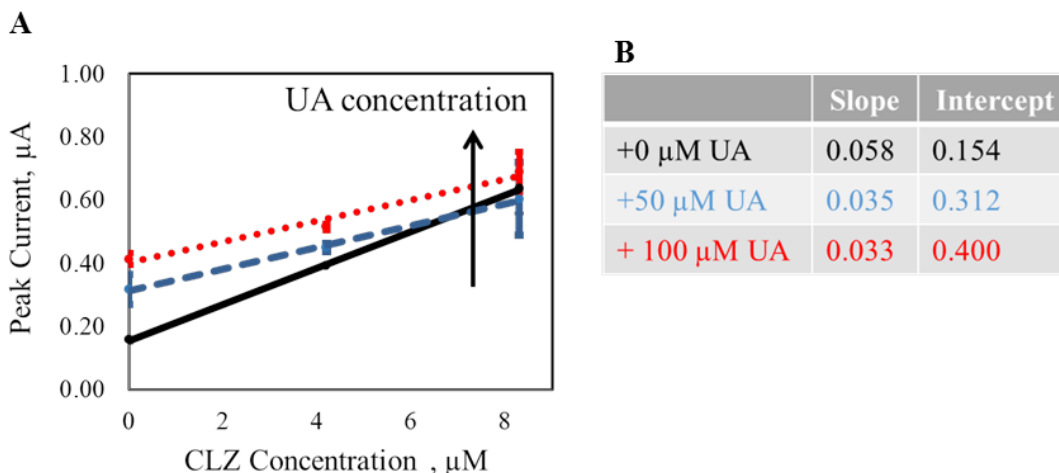 A
1.00
0.80
0.60
0.40
0.20
0.00
Peak Current, µA
UA concentration
0 2 4 6 8
CLZ Concentration , µM
B
Slope Intercept
+0 µM UA 0.058 0.154
+50 µM UA 0.035 0.312
+ 100 µM UA 0.033 0.400